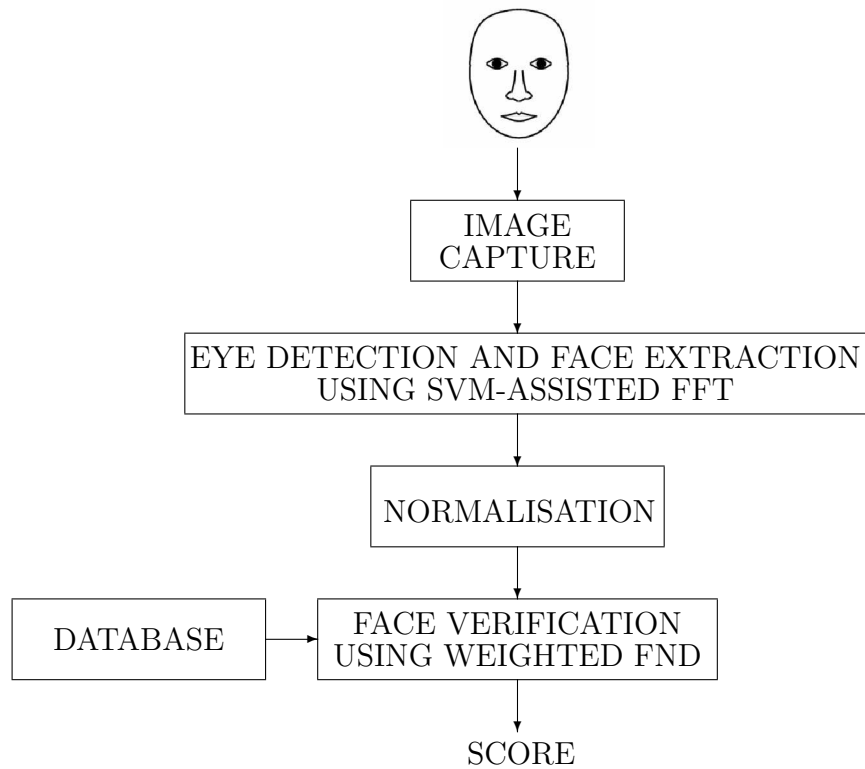 IMAGE
CAPTURE
EYE DETECTION AND FACE EXTRACTION
USING SVM-ASSISTED FFT
NORMALISATION
DATABASE
FACE VERIFICATION
USING WEIGHTED FND
SCORE